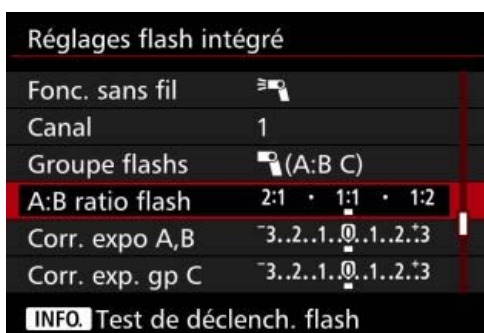 Réglages flash intégré
Fonc. sans fil
Canal 1
Groupe flashs (A:B C)
A:B ratio flash 2:1 · 1:1 · 1:2
Corr. expo A,B -3..2..1..0..1..2.:+3
Corr. exp. gp C -3..2..1..0..1..2.:+3
INFO. Test de déclench. flash